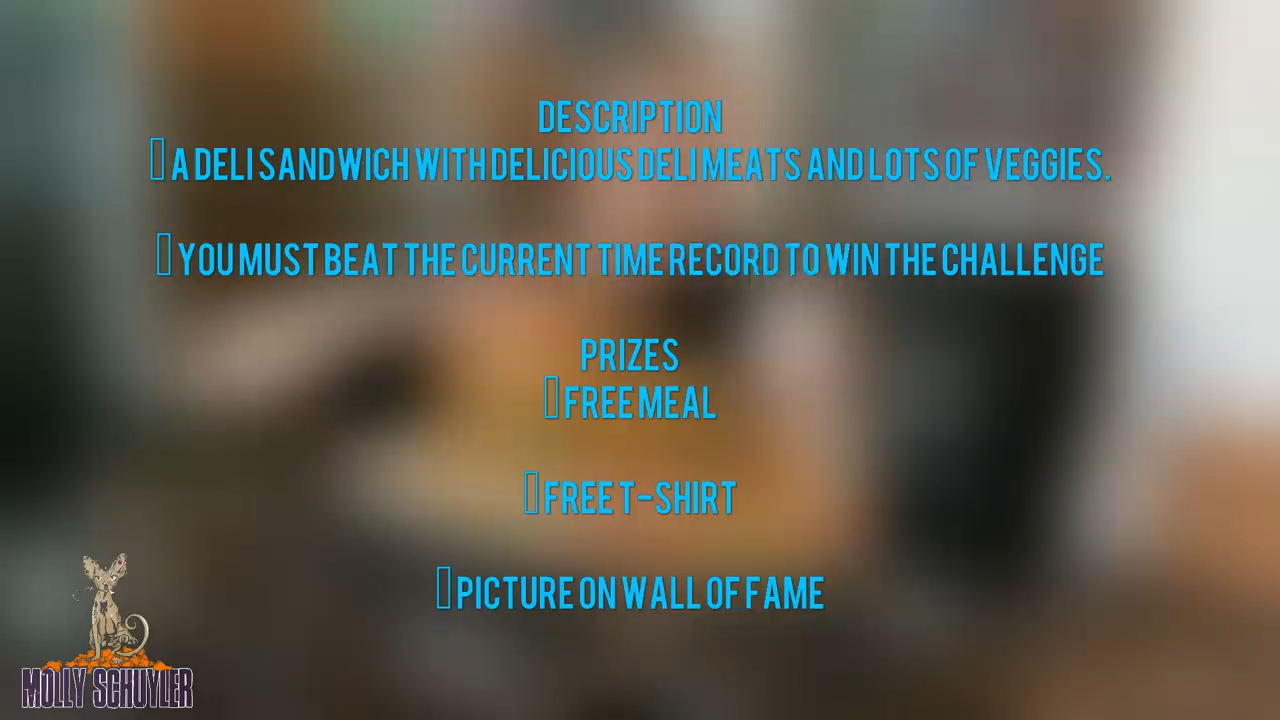 DESCRIPTION
▯A DELI SANDWICH WITH DELICIOUS DELI MEATS AND LOTS OF VEGGIES.
▯YOU MUST BEAT THE CURRENT TIME RECORD TO WIN THE CHALLENGE
PRIZES
▯FREE MEAL
▯FREE T-SHIRT
▯PICTURE ON WALL OF FAME
MOLLY SCHUYLER